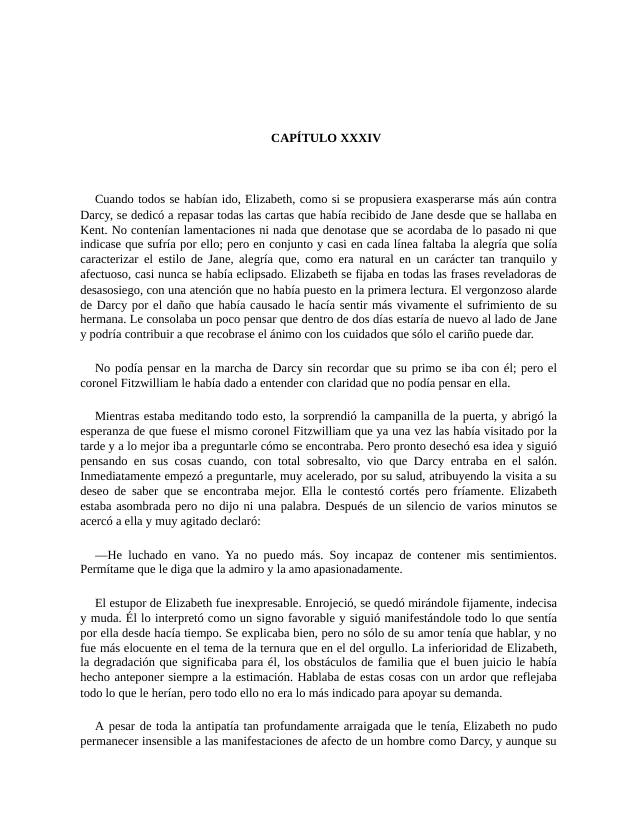 CAPÍTULO XXXIV
Cuando todos se habían ido, Elizabeth, como si se propusiera exasperarse más aún contra
Darcy, se dedicó a repasar todas las cartas que había recibido de Jane desde que se hallaba en
Kent. No contenían lamentaciones ni nada que denotase que se acordaba de lo pasado ni que
indicase que sufría por ello; pero en conjunto y casi en cada línea faltaba la alegría que solía
caracterizar el estilo de Jane, alegría que, como era natural en un carácter tan tranquilo y
afectuoso, casi nunca se había eclipsado. Elizabeth se fijaba en todas las frases reveladoras de
desasosiego, con una atención que no había puesto en la primera lectura. El vergonzoso alarde
de Darcy por el daño que había causado le hacía sentir más vivamente el sufrimiento de su
hermana. Le consolaba un poco pensar que dentro de dos días estaría de nuevo al lado de Jane
y podría contribuir a que recobrase el ánimo con los cuidados que sólo el cariño puede dar.
No podía pensar en la marcha de Darcy sin recordar que su primo se iba con él; pero el
coronel Fitzwilliam le había dado a entender con claridad que no podía pensar en ella.
Mientras estaba meditando todo esto, la sorprendió la campanilla de la puerta, y abrigó la
esperanza de que fuese el mismo coronel Fitzwilliam que ya una vez las había visitado por la
tarde y a lo mejor iba a preguntarle cómo se encontraba. Pero pronto desechó esa idea y siguió
pensando en sus cosas cuando, con total sobresalto, vio que Darcy entraba en el salón.
Inmediatamente empezó a preguntarle, muy acelerado, por su salud, atribuyendo la visita a su
deseo de saber que se encontraba mejor. Ella le contestó cortés pero fríamente. Elizabeth
estaba asombrada pero no dijo ni una palabra. Después de un silencio de varios minutos se
acercó a ella y muy agitado declaró:
—He luchado en vano. Ya no puedo más. Soy incapaz de contener mis sentimientos.
Permítame que le diga que la admiro y la amo apasionadamente.
El estupor de Elizabeth fue inexpresable. Enrojeció, se quedó mirándole fijamente, indecisa
y muda. Él lo interpretó como un signo favorable y siguió manifestándole todo lo que sentía
por ella desde hacía tiempo. Se explicaba bien, pero no sólo de su amor tenía que hablar, y no
fue más elocuente en el tema de la ternura que en el del orgullo. La inferioridad de Elizabeth,
la degradación que significaba para él, los obstáculos de familia que el buen juicio le había
hecho anteponer siempre a la estimación. Hablaba de estas cosas con un ardor que reflejaba
todo lo que le herían, pero todo ello no era lo más indicado para apoyar su demanda.
A pesar de toda la antipatía tan profundamente arraigada que le tenía, Elizabeth no pudo
permanecer insensible a las manifestaciones de afecto de un hombre como Darcy, y aunque su